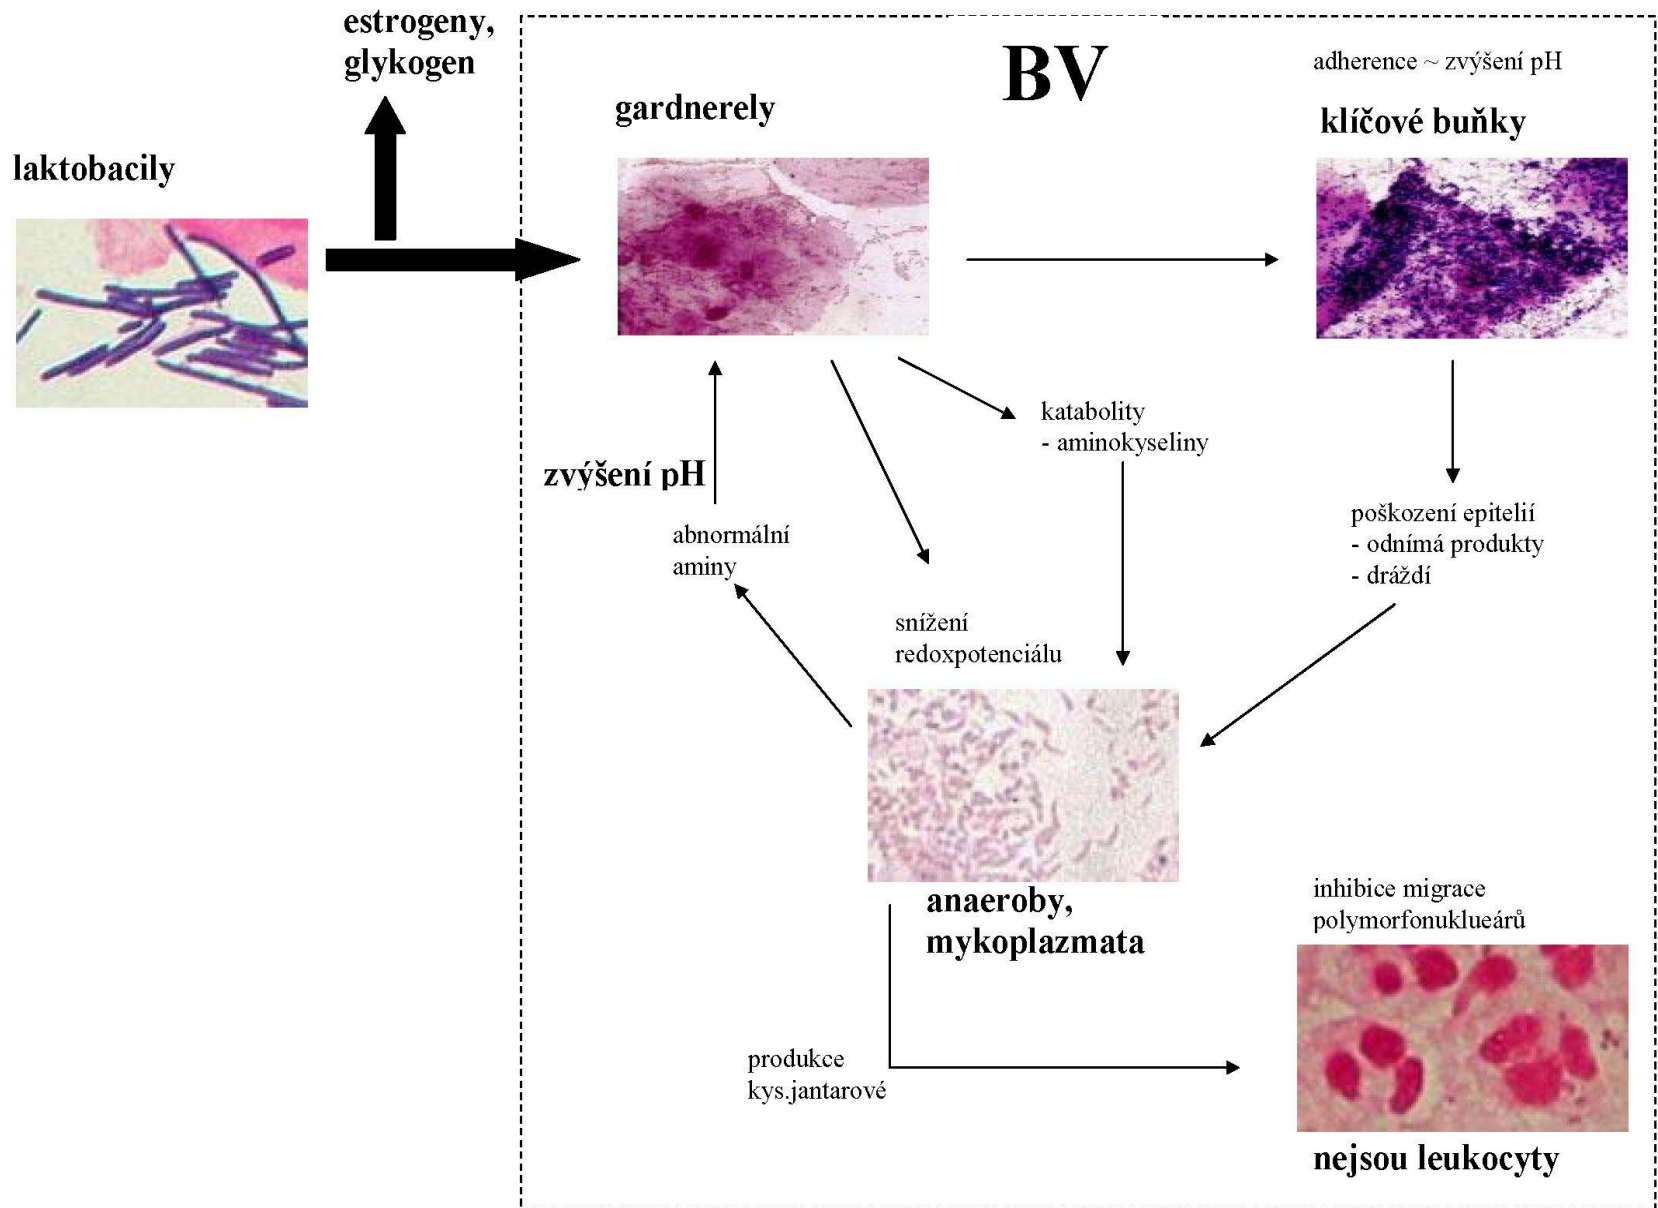 estrogeny,
glykogen
BV
adherence ~ zvýšení pH
gardnerely
klíčové buňky
laktobacily
katabolity
- aminokyseliny
zvýšení pH
abnormální
aminy
poškození epitelií
- odnímá produkty
- dráždí
snížení
redoxpotenciálu
anaeroby,
mykoplazmata
inhibice migrace
polymorfonuklueárů
produkce
kys.jantarové
nejsou leukocyty